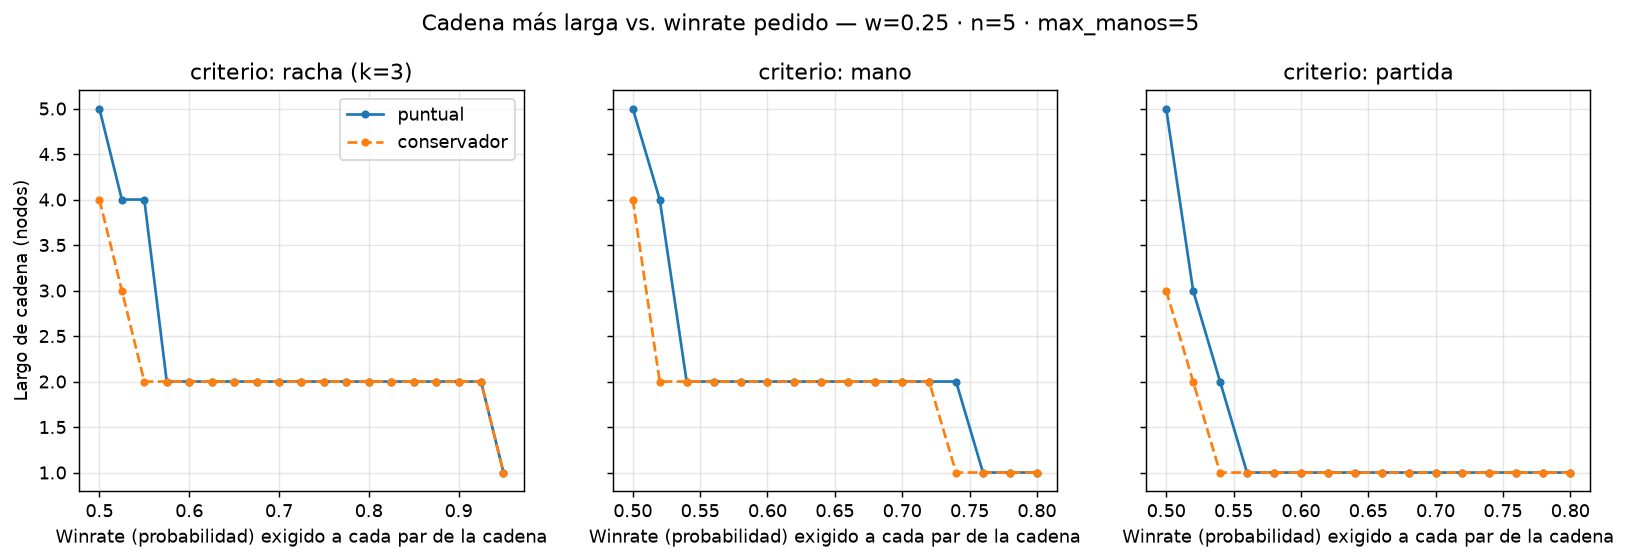 Cadena más larga vs. winrate pedido — w=0.25 · n=5 · max_manos=5
criterio: racha (k=3)
puntual
conservador
5.0
4.5
4.0
3.5
3.0
2.5
2.0
1.5
1.0
Largo de cadena (nodos)
0.5 0.6 0.7 0.8 0.9
Winrate (probabilidad) exigido a cada par de la cadena
criterio: mano
0.50 0.55 0.60 0.65 0.70 0.75 0.80
Winrate (probabilidad) exigido a cada par de la cadena
criterio: partida
0.50 0.55 0.60 0.65 0.70 0.75 0.80
Winrate (probabilidad) exigido a cada par de la cadena